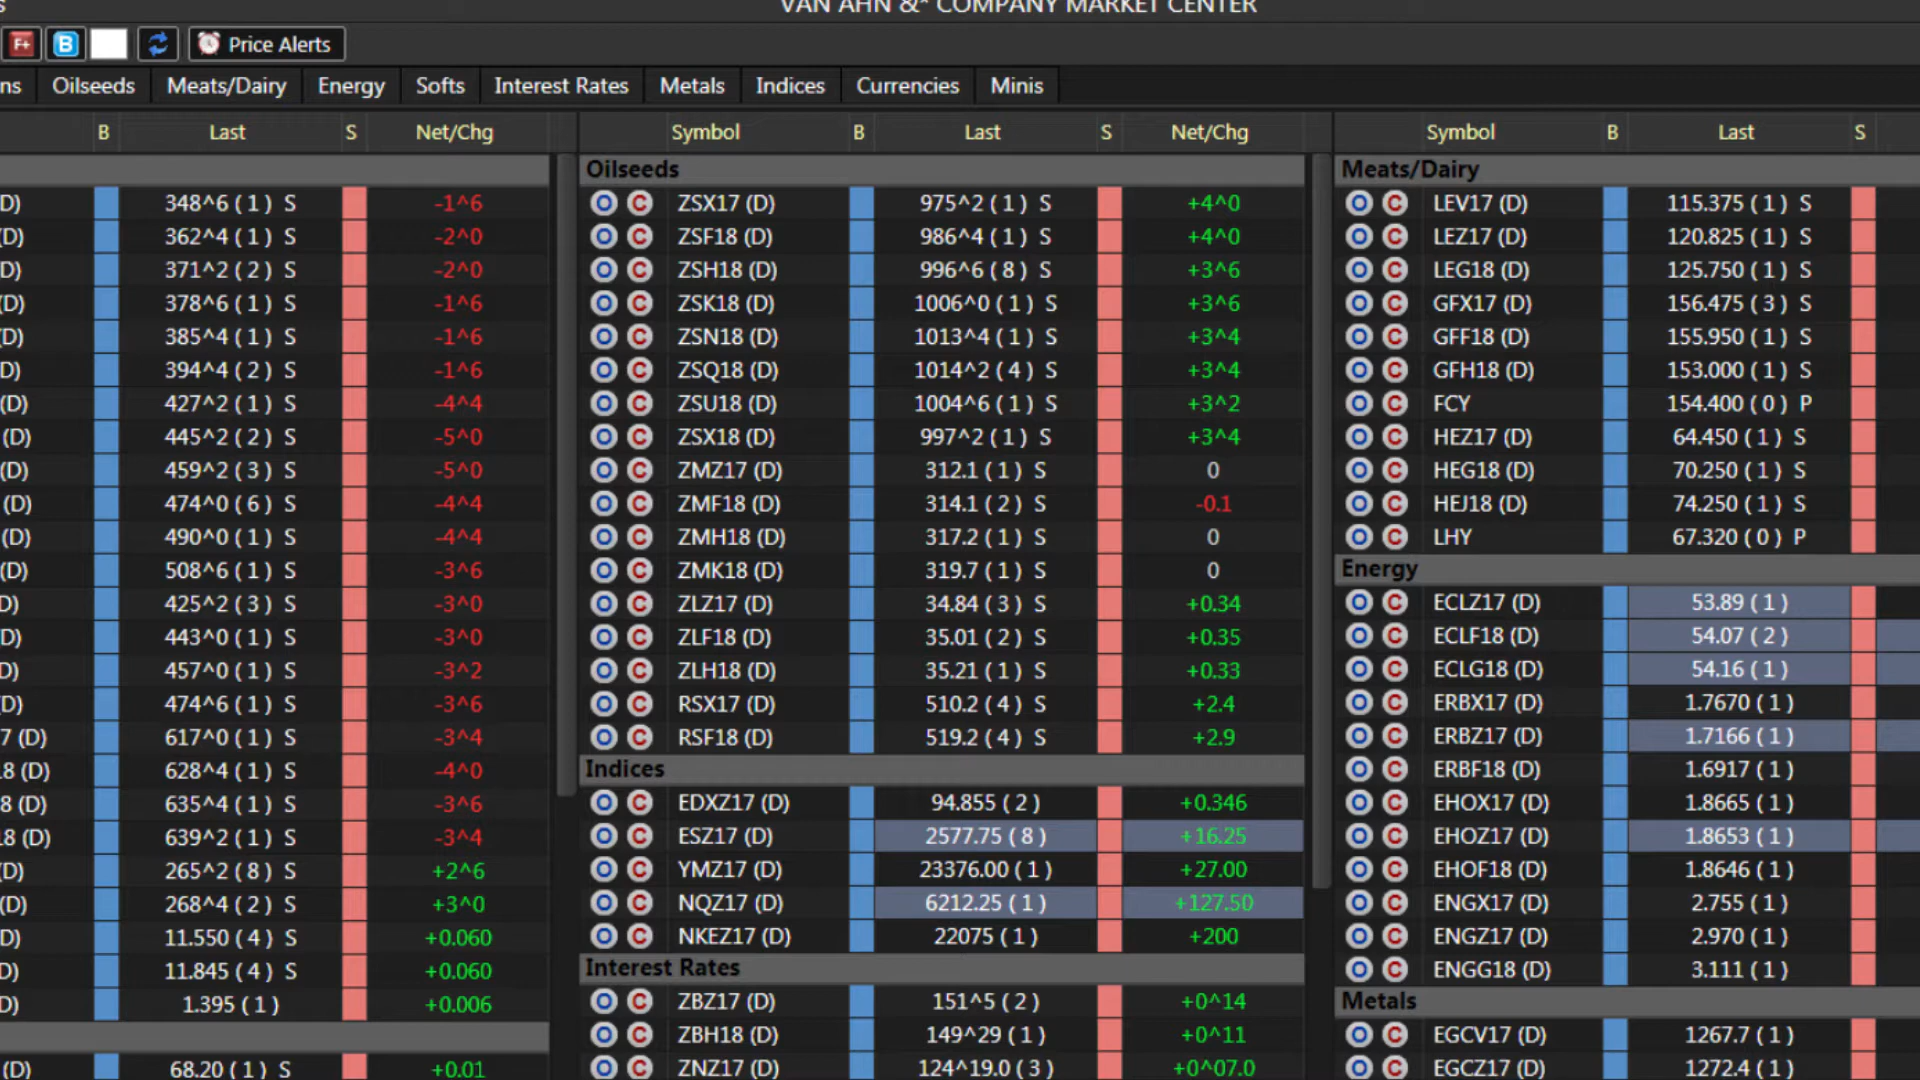 VAN AHN &* COMPANY MARKET CENTER
F+ B Price Alerts
ns Oilseeds Meats/Dairy Energy Softs Interest Rates Metals Indices Currencies Minis
B Last S Net/Chg
D) 348^6 ( 1 ) S -1^6
(D) 362^4 ( 1 ) S -2^0
D) 371^2 ( 2 ) S -2^0
D) 378^6 ( 1 ) S -1^6
(D) 385^4 ( 1 ) S -1^6
D) 394^4 ( 2 ) S -1^6
(D) 427^2 ( 1 ) S -4^4
(D) 445^2 ( 2 ) S -5^0
(D) 459^2 ( 3 ) S -5^0
(D) 474^0 ( 6 ) S -4^4
(D) 490^0 ( 1 ) S -4^4
(D) 508^6 ( 1 ) S -3^6
D) 425^2 ( 3 ) S -3^0
D) 443^0 ( 1 ) S -3^0
D) 457^0 ( 1 ) S -3^2
D) 474^6 ( 1 ) S -3^6
7 (D) 617^0 ( 1 ) S -3^4
.8 (D) 628^4 ( 1 ) S -4^0
8 (D) 635^4 ( 1 ) S -3^6
.8 (D) 639^2 ( 1 ) S -3^4
(D) 265^2 ( 8 ) S +2^6
(D) 268^4 ( 2 ) S +3^0
D) 11.550 ( 4 ) S +0.060
D) 11.845 ( 4 ) S +0.060
D) 1.395 ( 1 ) +0.006
(D) 68.20 ( 1 ) S +0.01
Symbol B Last S Net/Chg
Oilseeds
O C ZSX17 (D) 975^2 ( 1 ) S +4^0
O C ZSF18 (D) 986^4 ( 1 ) S +4^0
O C ZSH18 (D) 996^6 ( 8 ) S +3^6
O C ZSK18 (D) 1006^0 ( 1 ) S +3^6
O C ZSN18 (D) 1013^4 ( 1 ) S +3^4
O C ZSQ18 (D) 1014^2 ( 4 ) S +3^4
O C ZSU18 (D) 1004^6 ( 1 ) S +3^2
O C ZSX18 (D) 997^2 ( 1 ) S +3^4
O C ZMZ17 (D) 312.1 ( 1 ) S 0
O C ZMF18 (D) 314.1 ( 2 ) S -0.1
O C ZMH18 (D) 317.2 ( 1 ) S 0
O C ZMK18 (D) 319.7 ( 1 ) S 0
O C ZLZ17 (D) 34.84 ( 3 ) S +0.34
O C ZLF18 (D) 35.01 ( 2 ) S +0.35
O C ZLH18 (D) 35.21 ( 1 ) S +0.33
O C RSX17 (D) 510.2 ( 4 ) S +2.4
O C RSF18 (D) 519.2 ( 4 ) S +2.9
Indices
O C EDXZ17 (D) 94.855 ( 2 ) +0.346
O C ESZ17 (D) 2577.75 ( 8 ) +16.25
O C YMZ17 (D) 23376.00 ( 1 ) +27.00
O C NQZ17 (D) 6212.25 ( 1 ) +127.50
O C NKEZ17 (D) 22075 ( 1 ) +200
Interest Rates
O C ZBZ17 (D) 151^5 ( 2 ) +0^14
O C ZBH18 (D) 149^29 ( 1 ) +0^11
O C ZNZ17 (D) 124^19.0 ( 3 ) +0^07.0
Symbol B Last S
Meats/Dairy
O C LEV17 (D) 115.375 ( 1 ) S
O C LEZ17 (D) 120.825 ( 1 ) S
O C LEG18 (D) 125.750 ( 1 ) S
O C GFX17 (D) 156.475 ( 3 ) S
O C GFF18 (D) 155.950 ( 1 ) S
O C GFH18 (D) 153.000 ( 1 ) S
O C FCY 154.400 ( 0 ) P
O C HEZ17 (D) 64.450 ( 1 ) S
O C HEG18 (D) 70.250 ( 1 ) S
O C HEJ18 (D) 74.250 ( 1 ) S
O C LHY 67.320 ( 0 ) P
Energy
O C ECLZ17 (D) 53.89 ( 1 )
O C ECLF18 (D) 54.07 ( 2 )
O C ECLG18 (D) 54.16 ( 1 )
O C ERBX17 (D) 1.7670 ( 1 )
O C ERBZ17 (D) 1.7166 ( 1 )
O C ERBF18 (D) 1.6917 ( 1 )
O C EHOX17 (D) 1.8665 ( 1 )
O C EHOZ17 (D) 1.8653 ( 1 )
O C EHOF18 (D) 1.8646 ( 1 )
O C ENGX17 (D) 2.755 ( 1 )
O C ENGZ17 (D) 2.970 ( 1 )
O C ENGG18 (D) 3.111 ( 1 )
Metals
O C EGCV17 (D) 1267.7 ( 1 )
O C EGCZ17 (D) 1272.4 ( 1 )